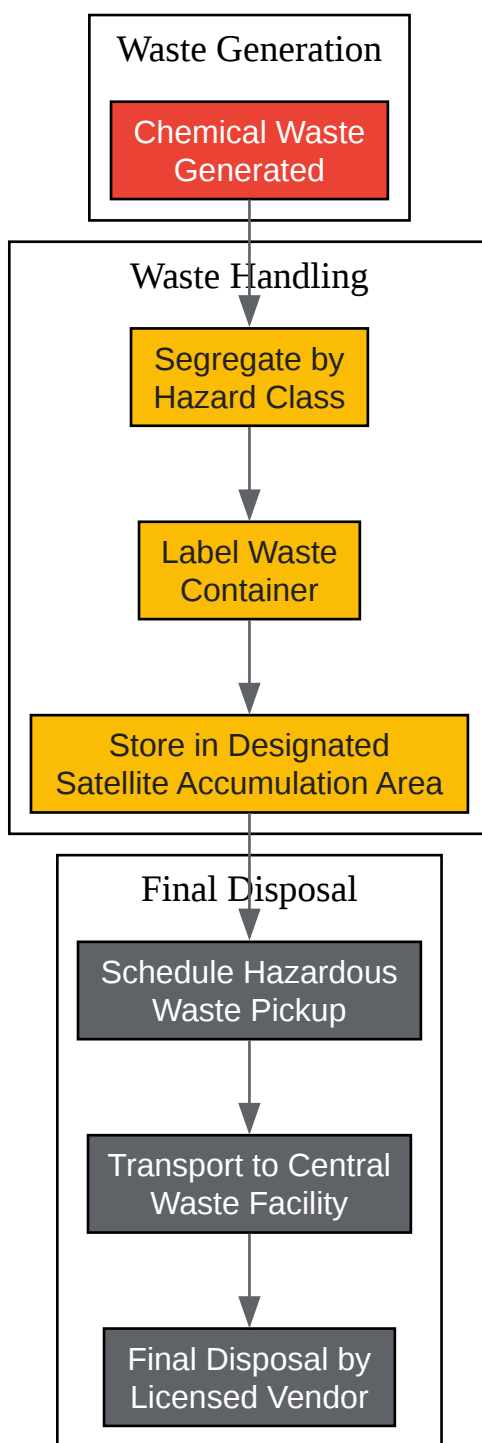 Waste Generation
Chemical Waste
Generated
Waste Handling
Segregate by
Hazard Class
Label Waste
Container
Store in Designated
Satellite Accumulation Area
Final Disposal
Schedule Hazardous
Waste Pickup
Transport to Central
Waste Facility
Final Disposal by
Licensed Vendor